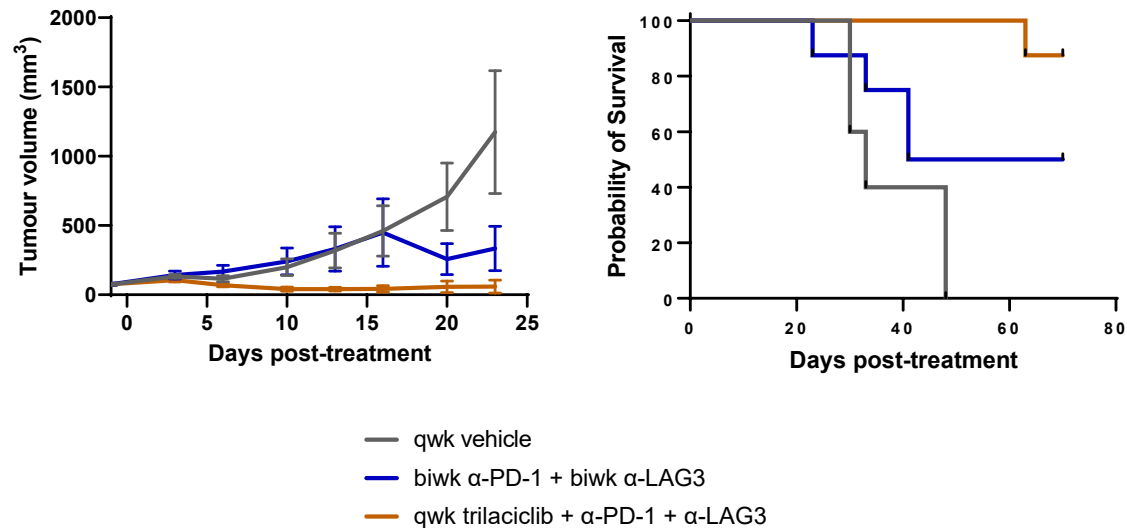 2000
1500
1000
500
0
Tumour volume (mm³)
0 5 10 15 20 25
Days post-treatment
100
80
60
40
20
0
Probability of Survival
0 20 40 60 80
Days post-treatment
qwk vehicle
biwk α-PD-1 + biwk α-LAG3
qwk trilaciclib + α-PD-1 + α-LAG3